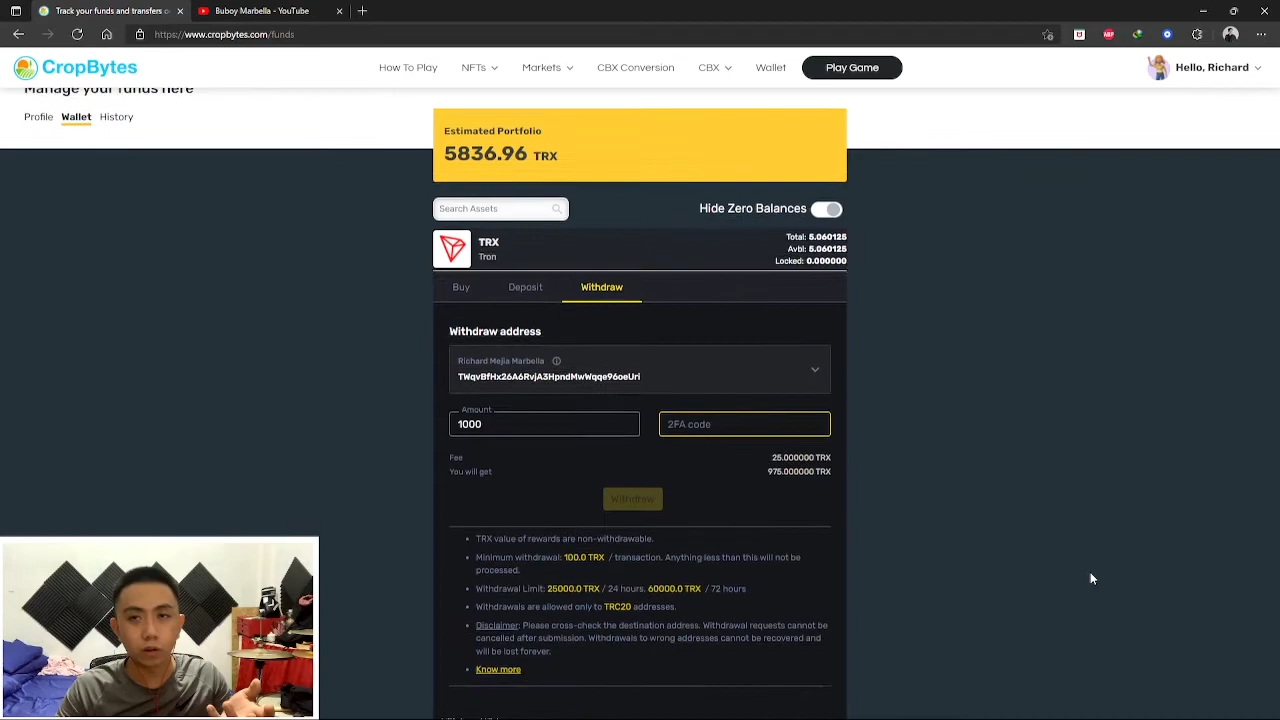 Track your funds and transfers o
Buboy Marbella - YouTube
https://www.cropbytes.com/funds
CropBytes
How To Play
NFTs
Markets
CBX Conversion
CBX
Wallet
Play Game
Hello, Richard
Manage your funds here
Profile
Wallet
History
Estimated Portfolio
5836.96 TRX
Search Assets
Hide Zero Balances
TRX
Tron
Total: 5.060125
Avbl: 5.060125
Locked: 0.000000
Buy
Deposit
Withdraw
Withdraw address
Richard Mejia Marbella
TWqvBfHx26A6RvjA3HpndMwWqqe96oeUri
Amount
1000
2FA code
Fee
25.000000 TRX
You will get
975.000000 TRX
Withdraw
TRX value of rewards are non-withdrawable.
Minimum withdrawal: 100.0 TRX / transaction. Anything less than this will not be
processed.
Withdrawal Limit: 25000.0 TRX / 24 hours, 60000.0 TRX / 72 hours
Withdrawals are allowed only to TRC20 addresses.
Disclaimer: Please cross-check the destination address. Withdrawal requests cannot be
cancelled after submission. Withdrawals to wrong addresses cannot be recovered and
will be lost forever.
Know more